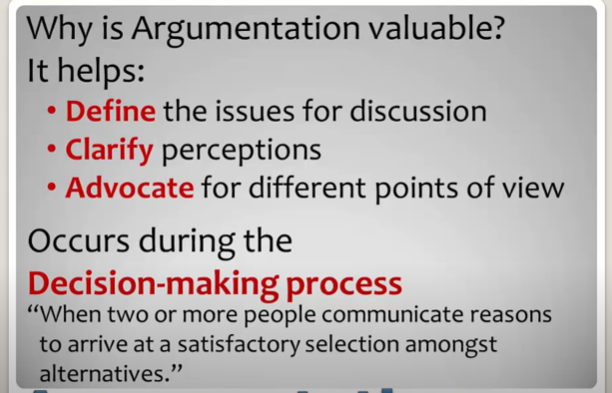 Why is Argumentation valuable?
It helps:
• Define the issues for discussion
• Clarify perceptions
• Advocate for different points of view
Occurs during the
Decision-making process
“When two or more people communicate reasons
to arrive at a satisfactory selection amongst
alternatives.”